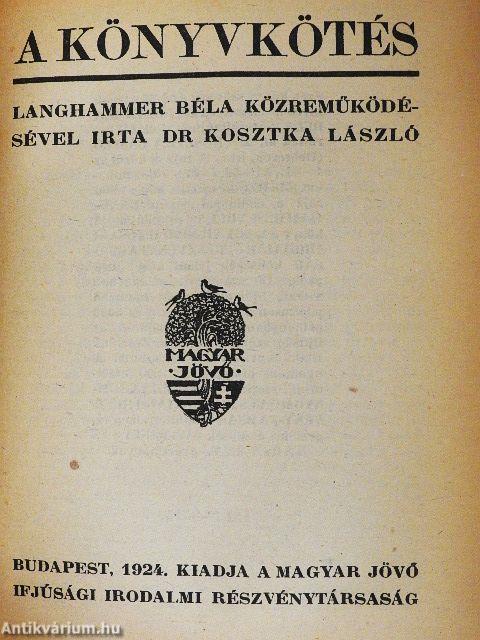 A KÖNYVKÖTÉS
LANGHAMMER BÉLA KÖZREMŰKÖDÉ-
SÉVEL IRTA DR KOSZTKA LÁSZLÓ
MAGYAR
·JÖVŐ·
BUDAPEST, 1924. KIADJA A MAGYAR JÖVŐ
IFJÚSÁGI IRODALMI RÉSZVÉNYTÁRSASÁG
Antikvárium.hu